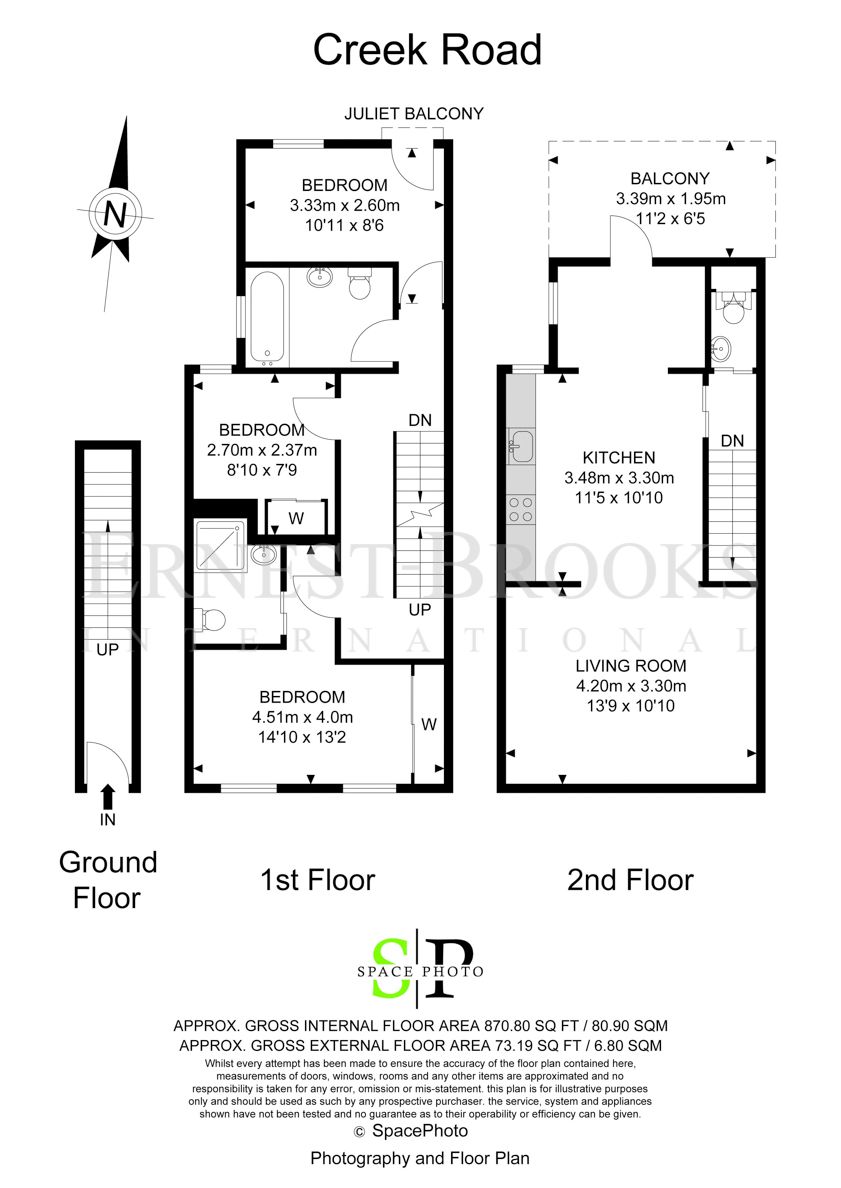 Creek Road
JULIET BALCONY
N
BEDROOM
3.33m x 2.60m
10'11 x 8'6
BALCONY
3.39m x 1.95m
11'2 x 6'5
BEDROOM
2.70m x 2.37m
8'10 x 7'9
W
DN
UP
KITCHEN
3.48m x 3.30m
11'5 x 10'10
DN
ERNEST-BROOKS
INTERNATIONAL
UP
IN
BEDROOM
4.51m x 4.0m
14'10 x 13'2
W
LIVING ROOM
4.20m x 3.30m
13'9 x 10'10
Ground
Floor
1st Floor
2nd Floor
SP
SPACE PHOTO
APPROX. GROSS INTERNAL FLOOR AREA 870.80 SQ FT / 80.90 SQM
APPROX. GROSS EXTERNAL FLOOR AREA 73.19 SQ FT / 6.80 SQM
Whilst every attempt has been made to ensure the accuracy of the floor plan contained here,
measurements of doors, windows, rooms and any other items are approximated and no
responsibility is taken for any error, omission or mis-statement. this plan is for illustrative purposes
only and should be used as such by any prospective purchaser. the service, system and appliances
shown have not been tested and no guarantee as to their operability or efficiency can be given.
© SpacePhoto
Photography and Floor Plan